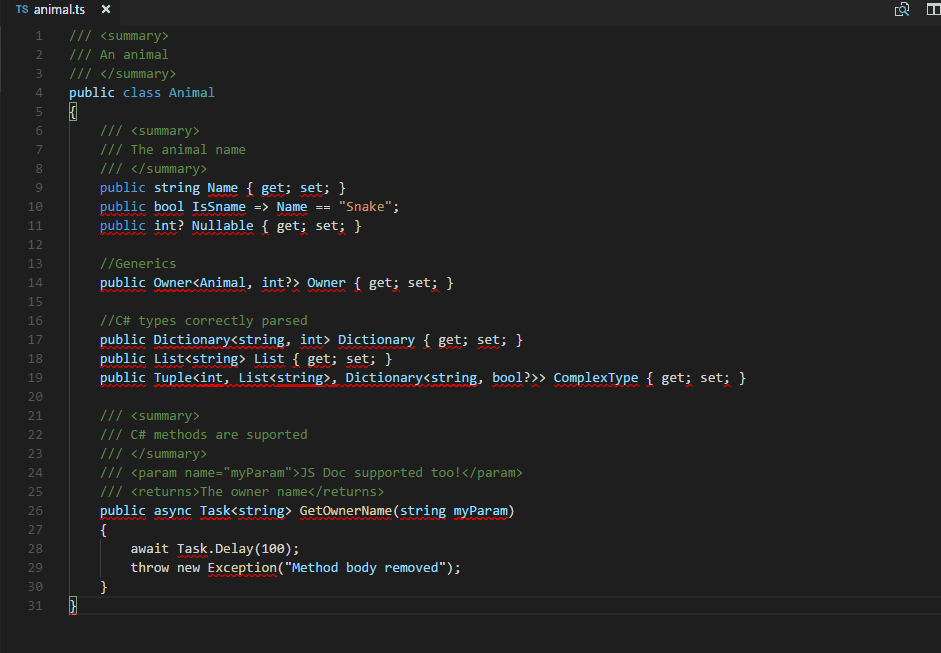 TS animal.ts ×
1 /// <summary>
2 /// An animal
3 /// </summary>
4 public class Animal
5 {
6 /// <summary>
7 /// The animal name
8 /// </summary>
9 public string Name { get; set; }
10 public bool IsSname => Name == "Snake";
11 public int? Nullable { get; set; }
12
13 //Generics
14 public Owner<Animal, int?> Owner { get; set; }
15
16 //C# types correctly parsed
17 public Dictionary<string, int> Dictionary { get; set; }
18 public List<string> List { get; set; }
19 public Tuple<int, List<string>, Dictionary<string, bool?>> ComplexType { get; set; }
20
21 /// <summary>
22 /// C# methods are suported
23 /// </summary>
24 /// <param name="myParam">JS Doc supported too!</param>
25 /// <returns>The owner name</returns>
26 public async Task<string> GetOwnerName(string myParam)
27 {
28 await Task.Delay(100);
29 throw new Exception("Method body removed");
30 }
31 }